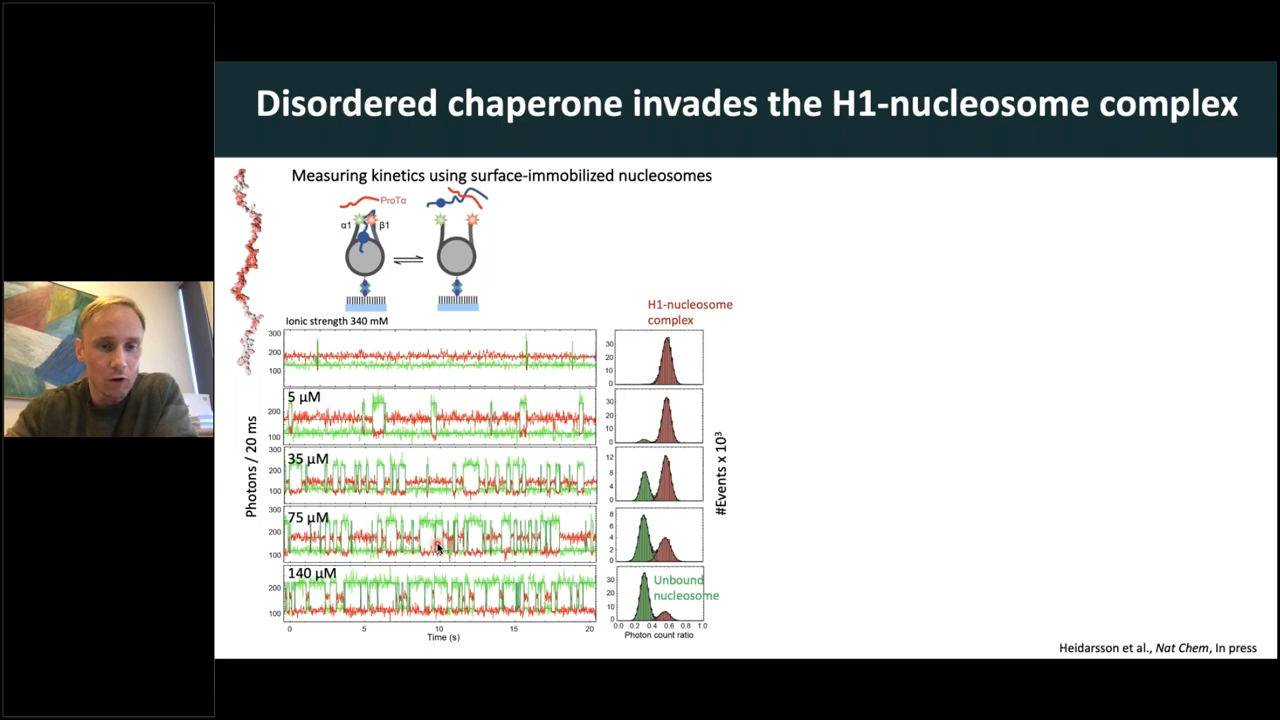 Disordered chaperone invades the H1-nucleosome complex
Measuring kinetics using surface-immobilized nucleosomes
ProTα
α1
β1
H1-nucleosome
complex
Ionic strength 340 mM
300
200
100
30
20
10
0
5 µM
200
100
30
20
10
0
35 µM
300
200
100
12
8
4
0
75 µM
300
200
100
8
6
4
2
0
140 µM
200
100
30
20
10
0
Unbound
nucleosome
0 5 10 15 20
Time (s)
0.0 0.2 0.4 0.6 0.8 1.0
Photon count ratio
Photons / 20 ms
#Events x 10³
Heidarsson et al., Nat Chem, In press